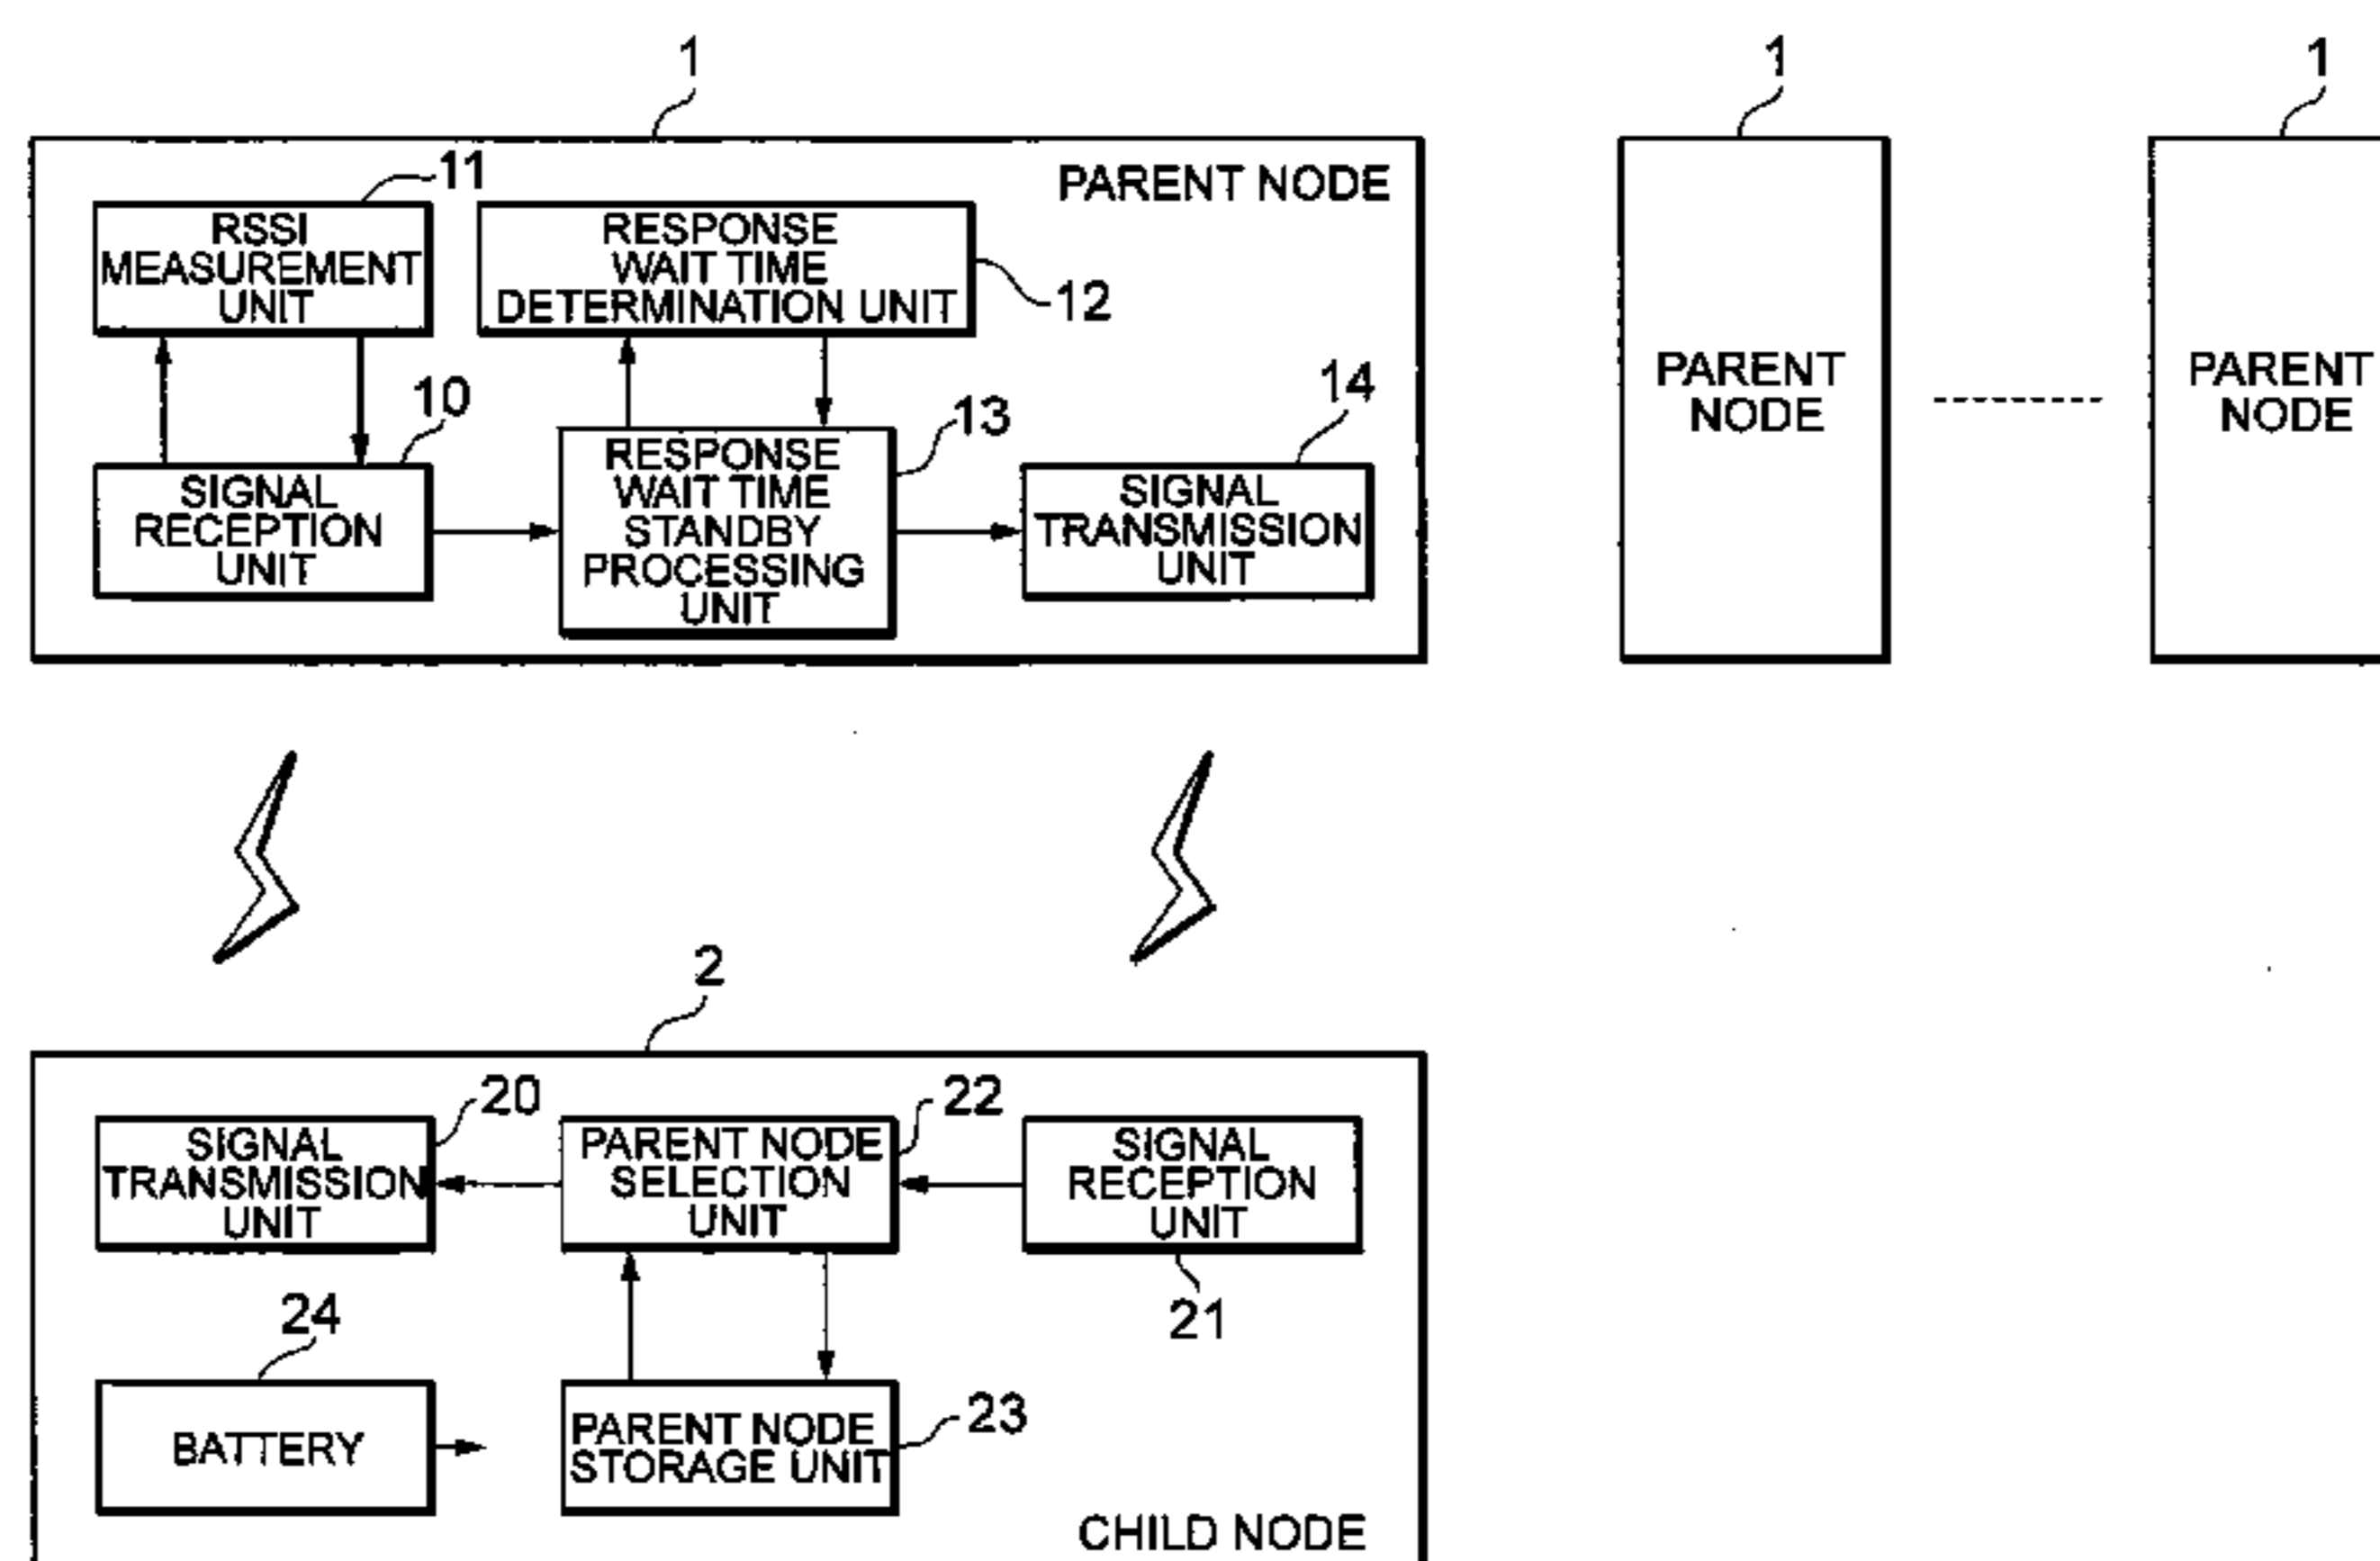 1
1
1
PARENT NODE
11
RSSI
MEASUREMENT
UNIT
RESPONSE
WAIT TIME
DETERMINATION UNIT
12
10
13
14
SIGNAL
RECEPTION
UNIT
RESPONSE
WAIT TIME
STANDBY
PROCESSING
UNIT
SIGNAL
TRANSMISSION
UNIT
PARENT
NODE
PARENT
NODE
2
20
22
SIGNAL
TRANSMISSION
UNIT
PARENT NODE
SELECTION
UNIT
SIGNAL
RECEPTION
UNIT
21
24
BATTERY
PARENT NODE
STORAGE UNIT
23
CHILD NODE